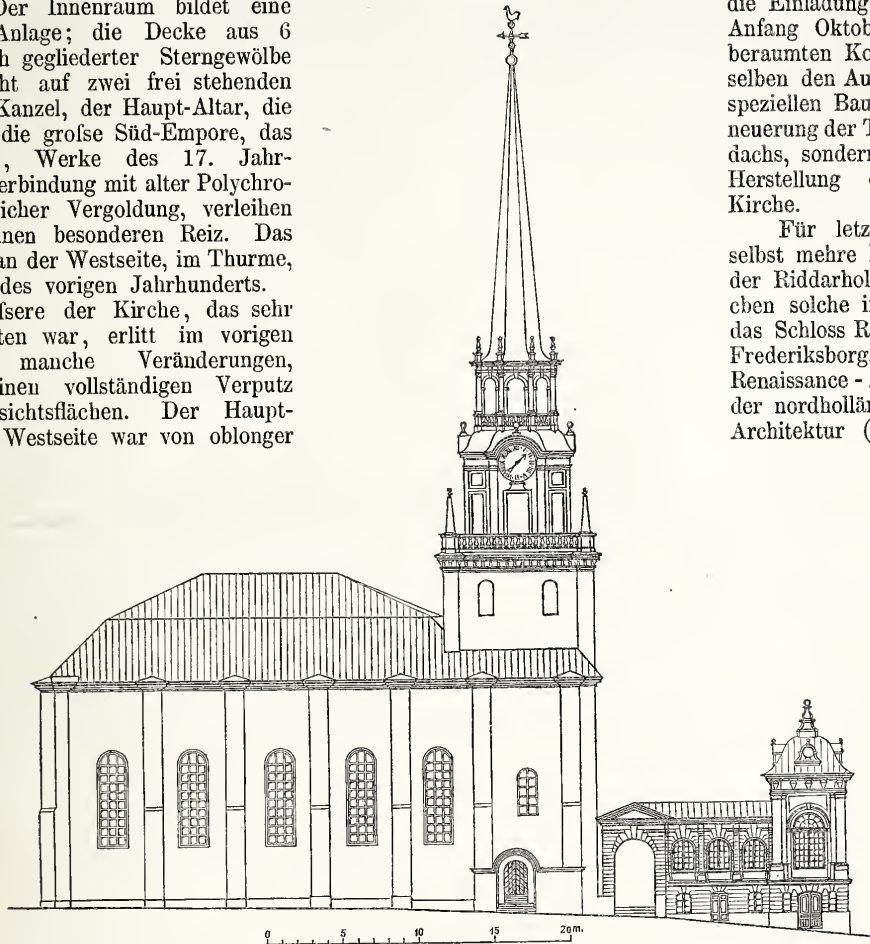 Der Innenraum bildet eine
Anlage; die Decke aus 6
h gegliederter Sterngewölbe
ht auf zwei frei stehenden
Kanzel, der Haupt-Altar, die
die grofse Süd-Empore, das
, Werke des 17. Jahr-
erbindung mit alter Polychro-
icher Vergoldung, verleihen
nen besonderen Reiz. Das
an der Westseite, im Thurme,
des vorigen Jahrhunderts.
fsere der Kirche, das sehr
ten war, erlitt im vorigen
manche Veränderungen,
inen vollständigen Verputz
sichtsflächen. Der Haupt-
Westseite war von oblonger
die Einladung
Anfang Oktob
beraumten Ko
selben den Au
speziellen Bau
neuerung der T
dachs, sondern
Herstellung
Kirche.
Für letz
selbst mehre
der Riddarhol
cben solche i
das Schloss R
Frederiksborg
Renaissance -
der nordhollän
Architektur (
0 5 10 15 20m.